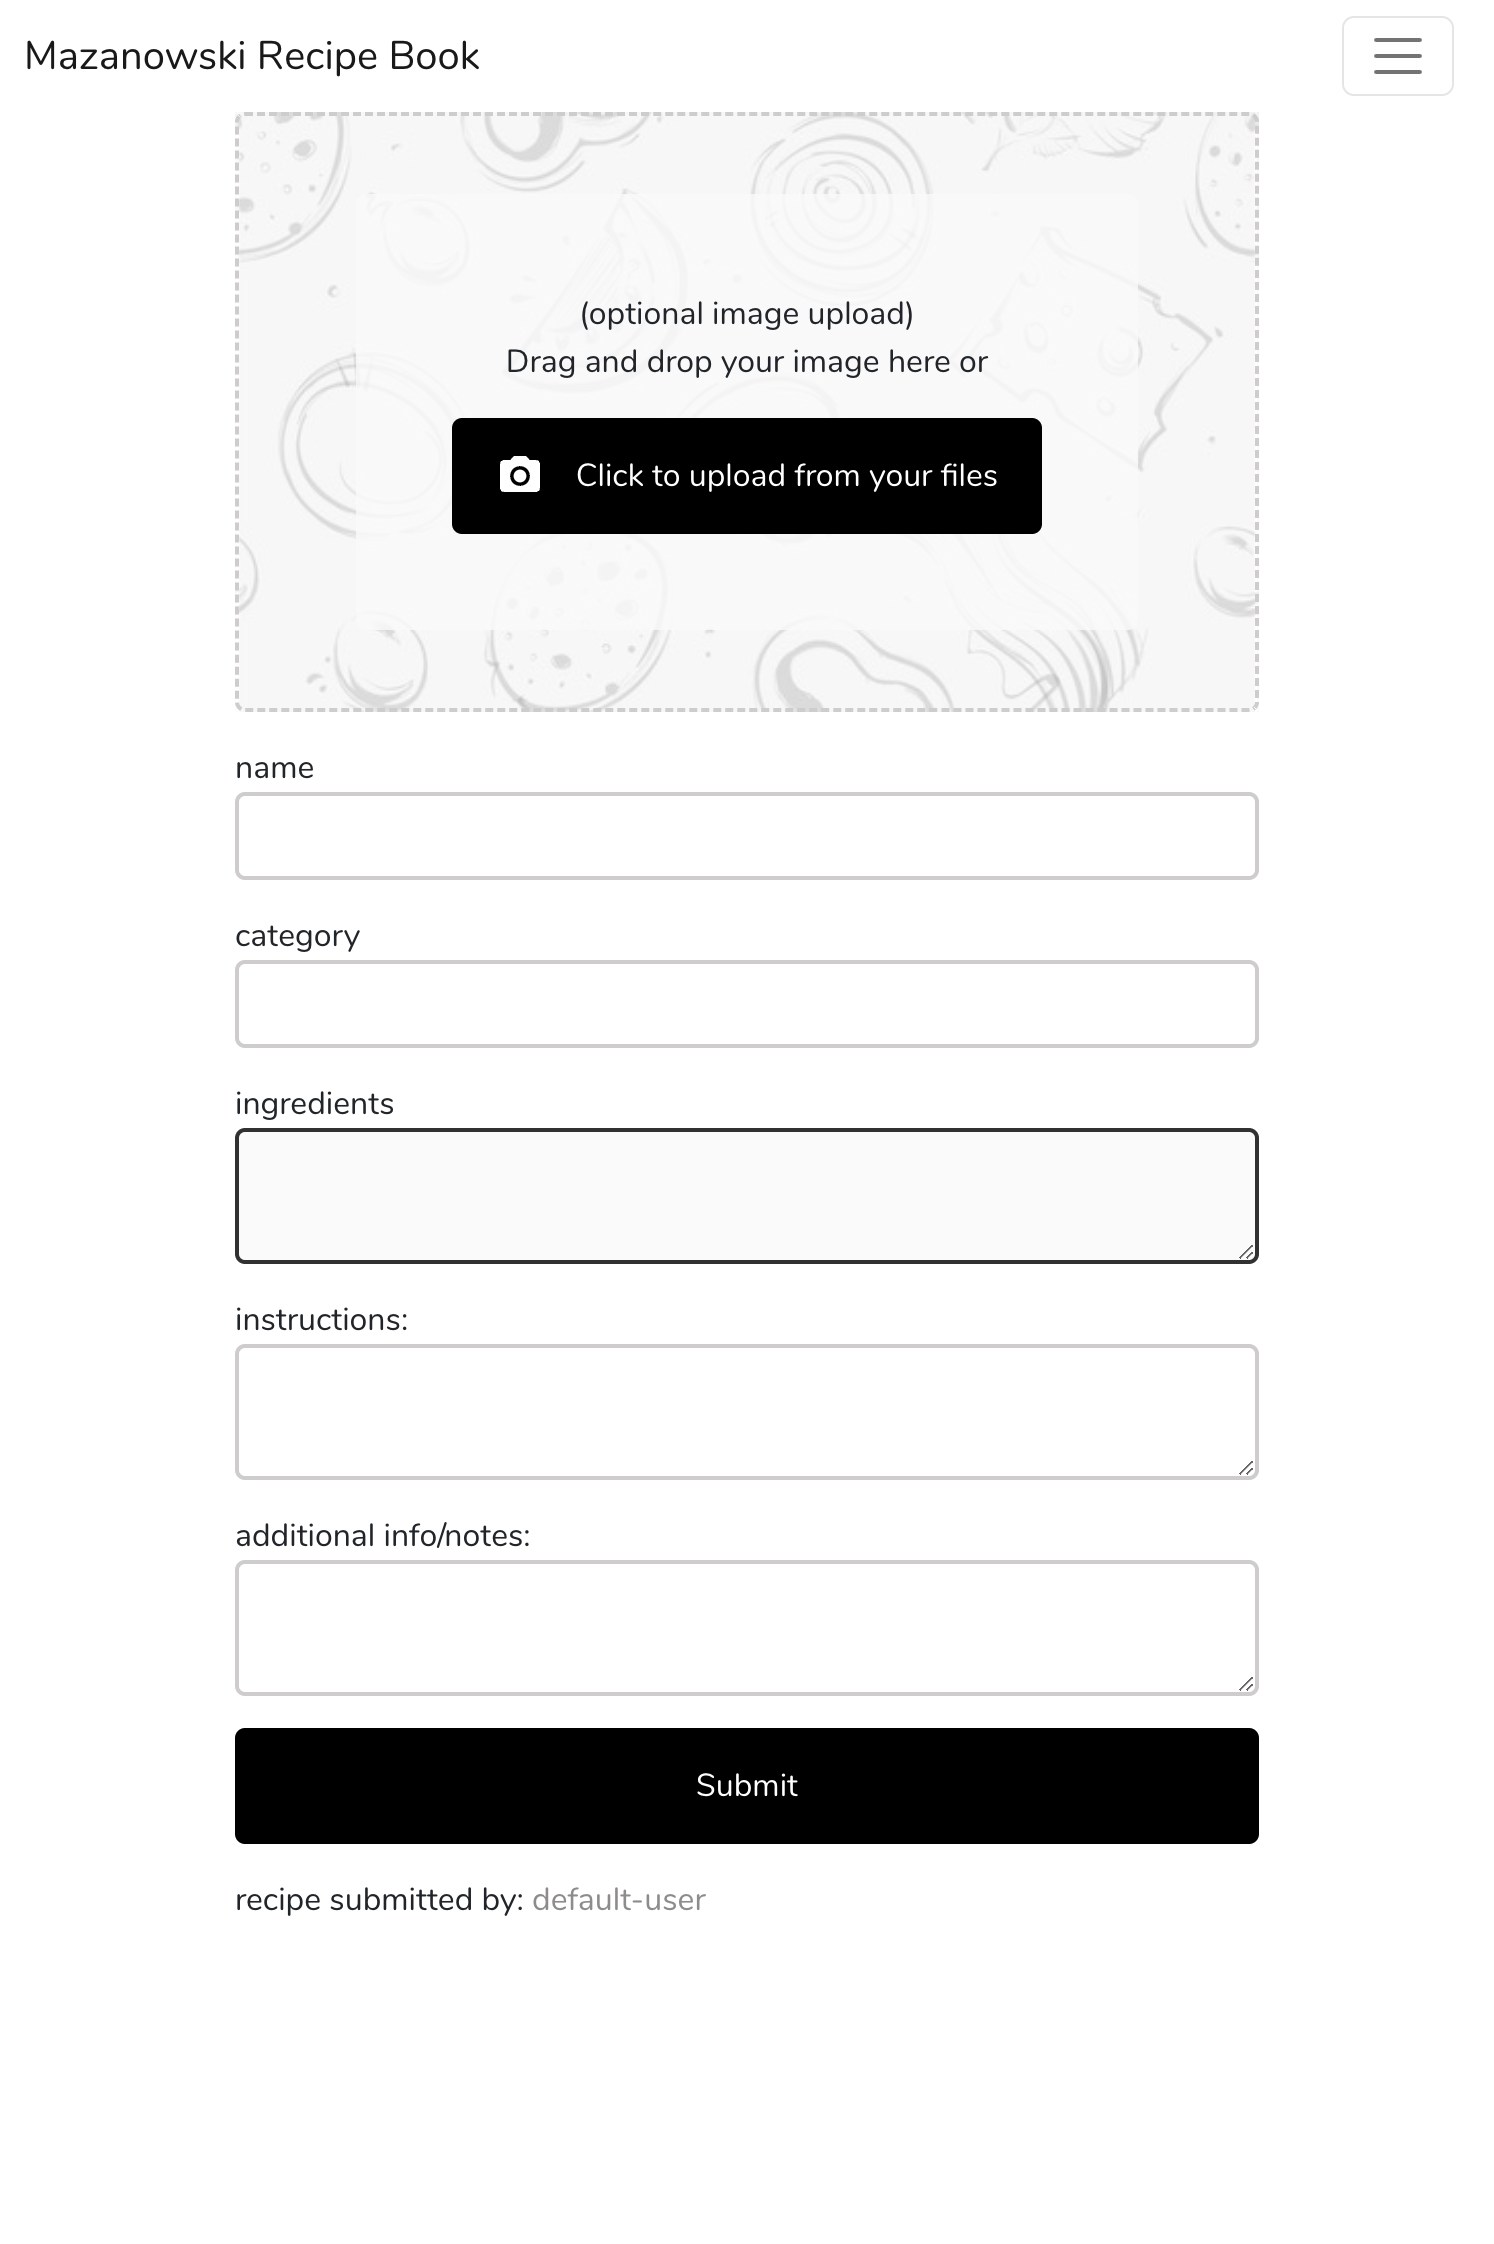 Mazanowski Recipe Book
(optional image upload)
Drag and drop your image here or
Click to upload from your files
name
category
ingredients
instructions:
additional info/notes:
Submit
recipe submitted by: default-user